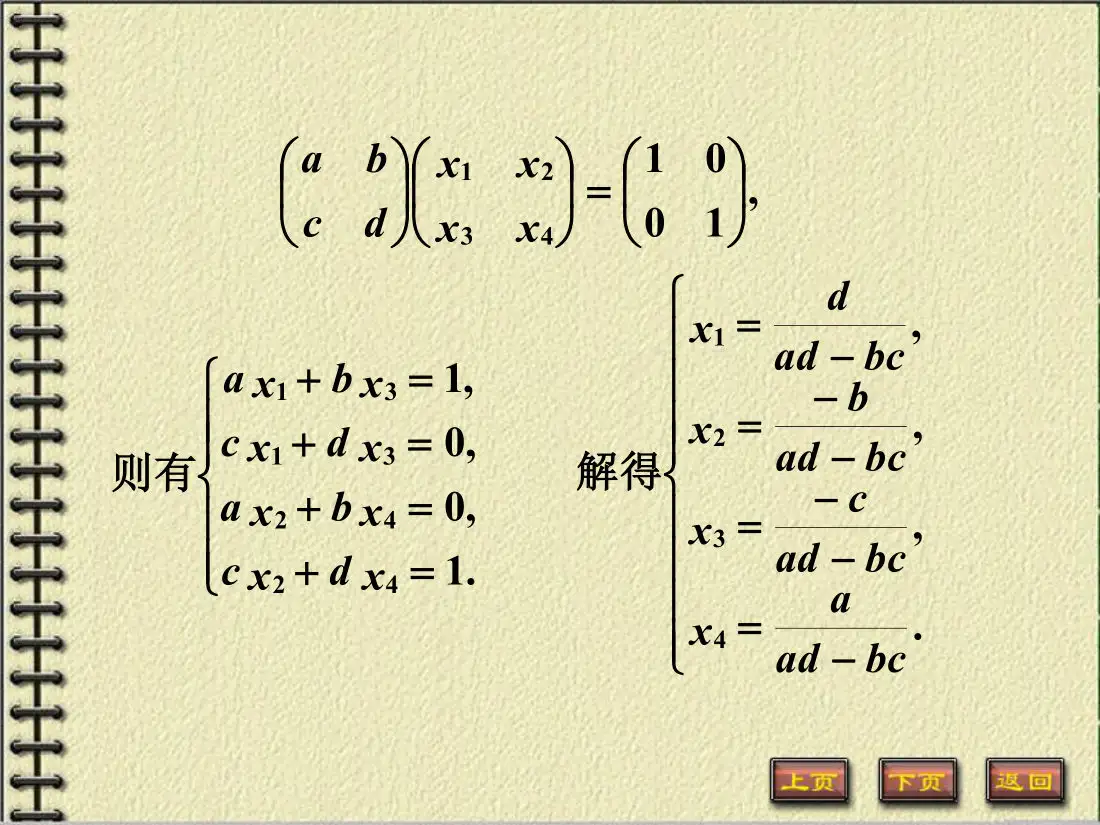 (a b; c d)(x1 x2; x3 x4) = (1 0; 0 1),
则有 { a x1 + b x3 = 1,
c x1 + d x3 = 0,
a x2 + b x4 = 0,
c x2 + d x4 = 1.
解得 { x1 = d / (ad − bc),
x2 = −b / (ad − bc),
x3 = −c / (ad − bc),
x4 = a / (ad − bc).
上页 下页 返回